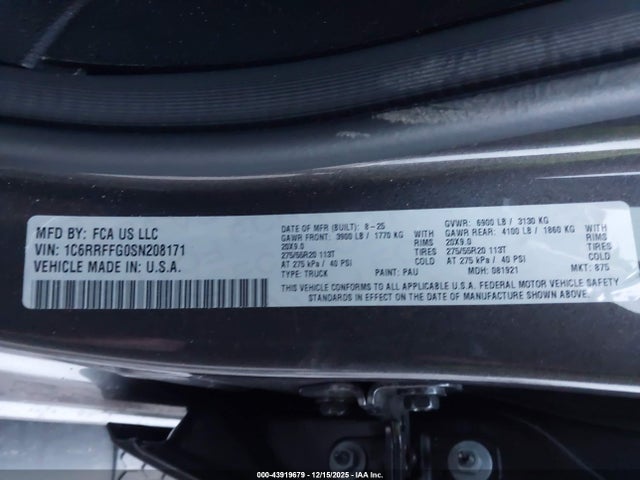 MFD BY: FCA US LLC
VIN: 1C6RRFFG0SN208171
VEHICLE MADE IN: U.S.A.
DATE OF MFR (BUILT): 8-25
GVWR: 6900 LB / 3130 KG
GAWR FRONT: 3900 LB / 1770 KG WITH
GAWR REAR: 4100 LB / 1860 KG WITH
20X9.0 RIMS
20X9.0 RIMS
275/55R20 113T TIRES
275/55R20 113T TIRES
AT 275 kPa / 40 PSI COLD
AT 275 kPa / 40 PSI COLD
TYPE: TRUCK PAINT: PAU MDH: 081921 MKT: 875
THIS VEHICLE CONFORMS TO ALL APPLICABLE U.S.A. FEDERAL MOTOR VEHICLE SAFETY
STANDARDS IN EFFECT ON THE DATE OF MANUFACTURE SHOWN ABOVE.
000-43919679 - 12/15/2025 - IAA Inc.